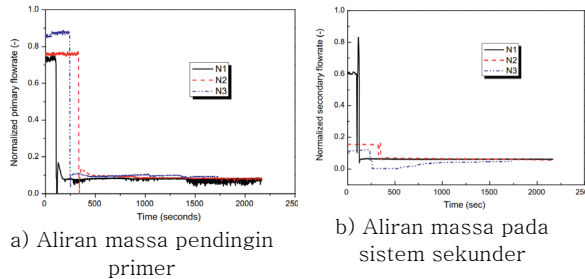 Normalized primary flowrate (-)
1.0
0.8
0.6
0.4
0.2
0.0
N1
N2
N3
0
500
1000
1500
2000
250
Time (seconds)
a) Aliran massa pendingin
primer
Normalized secondary flowrate (-)
1.0
0.8
0.6
0.4
0.2
0.0
N1
N2
N3
0
500
1000
1500
2000
250
Time (sec)
b) Aliran massa pada
sistem sekunder